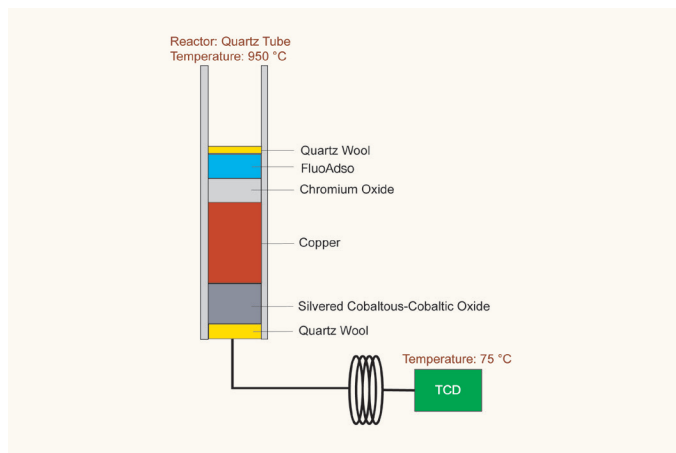 Reactor: Quartz Tube
Temperature: 950 °C
Quartz Wool
FluoAdso
Chromium Oxide
Copper
Silvered Cobaltous-Cobaltic Oxide
Quartz Wool
Temperature: 75 °C
TCD